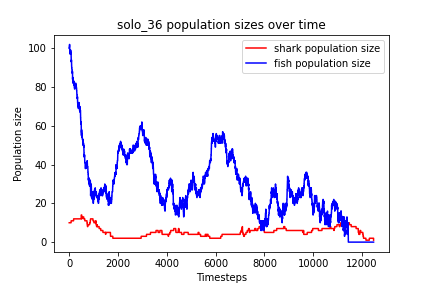 solo_36 population sizes over time
shark population size
fish population size
Population size
100
80
60
40
20
0
0
2000
4000
6000
8000
10000
12000
Timesteps